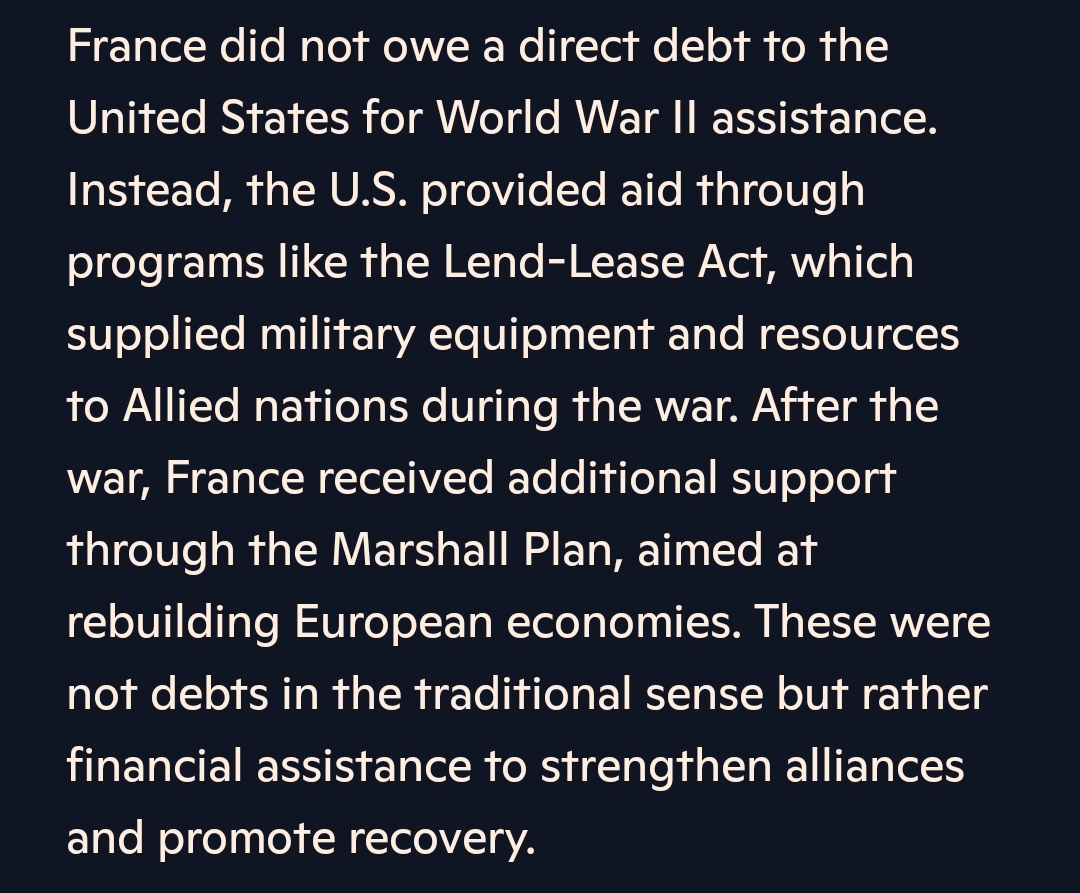 France did not owe a direct debt to the
United States for World War II assistance.
Instead, the U.S. provided aid through
programs like the Lend-Lease Act, which
supplied military equipment and resources
to Allied nations during the war. After the
war, France received additional support
through the Marshall Plan, aimed at
rebuilding European economies. These were
not debts in the traditional sense but rather
financial assistance to strengthen alliances
and promote recovery.